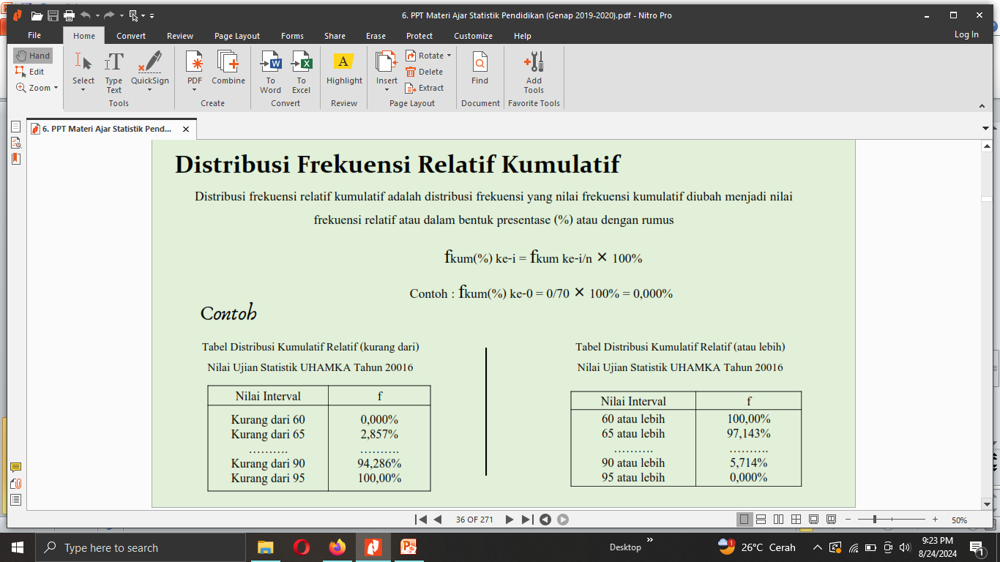 6. PPT Materi Ajar Statistik Pendidikan (Genap 2019-2020).pdf - Nitro Pro
File Home Convert Review Page Layout Forms Share Erase Protect Customize Help Log In
Hand
Edit
Zoom
Select
Type Text
QuickSign
Tools
PDF
Combine
Create
To Word
To Excel
Convert
A
Highlight
Review
Insert
Rotate
Delete
Extract
Page Layout
Find
Document
Add Tools
Favorite Tools
6. PPT Materi Ajar Statistik Pend...
Distribusi Frekuensi Relatif Kumulatif
Distribusi frekuensi relatif kumulatif adalah distribusi frekuensi yang nilai frekuensi kumulatif diubah menjadi nilai
frekuensi relatif atau dalam bentuk presentase (%) atau dengan rumus
fkum(%) ke-i = fkum ke-i/n × 100%
Contoh : fkum(%) ke-0 = 0/70 × 100% = 0,000%
Contoh
Tabel Distribusi Kumulatif Relatif (kurang dari)
Nilai Ujian Statistik UHAMKA Tahun 20016
Nilai Interval f
Kurang dari 60 0,000%
Kurang dari 65 2,857%
………. ……….
Kurang dari 90 94,286%
Kurang dari 95 100,00%
Tabel Distribusi Kumulatif Relatif (atau lebih)
Nilai Ujian Statistik UHAMKA Tahun 20016
Nilai Interval f
60 atau lebih 100,00%
65 atau lebih 97,143%
………. ……….
90 atau lebih 5,714%
95 atau lebih 0,000%
36 OF 271
50%
Type here to search
Desktop
1
26°C Cerah
9:23 PM
8/24/2024
1